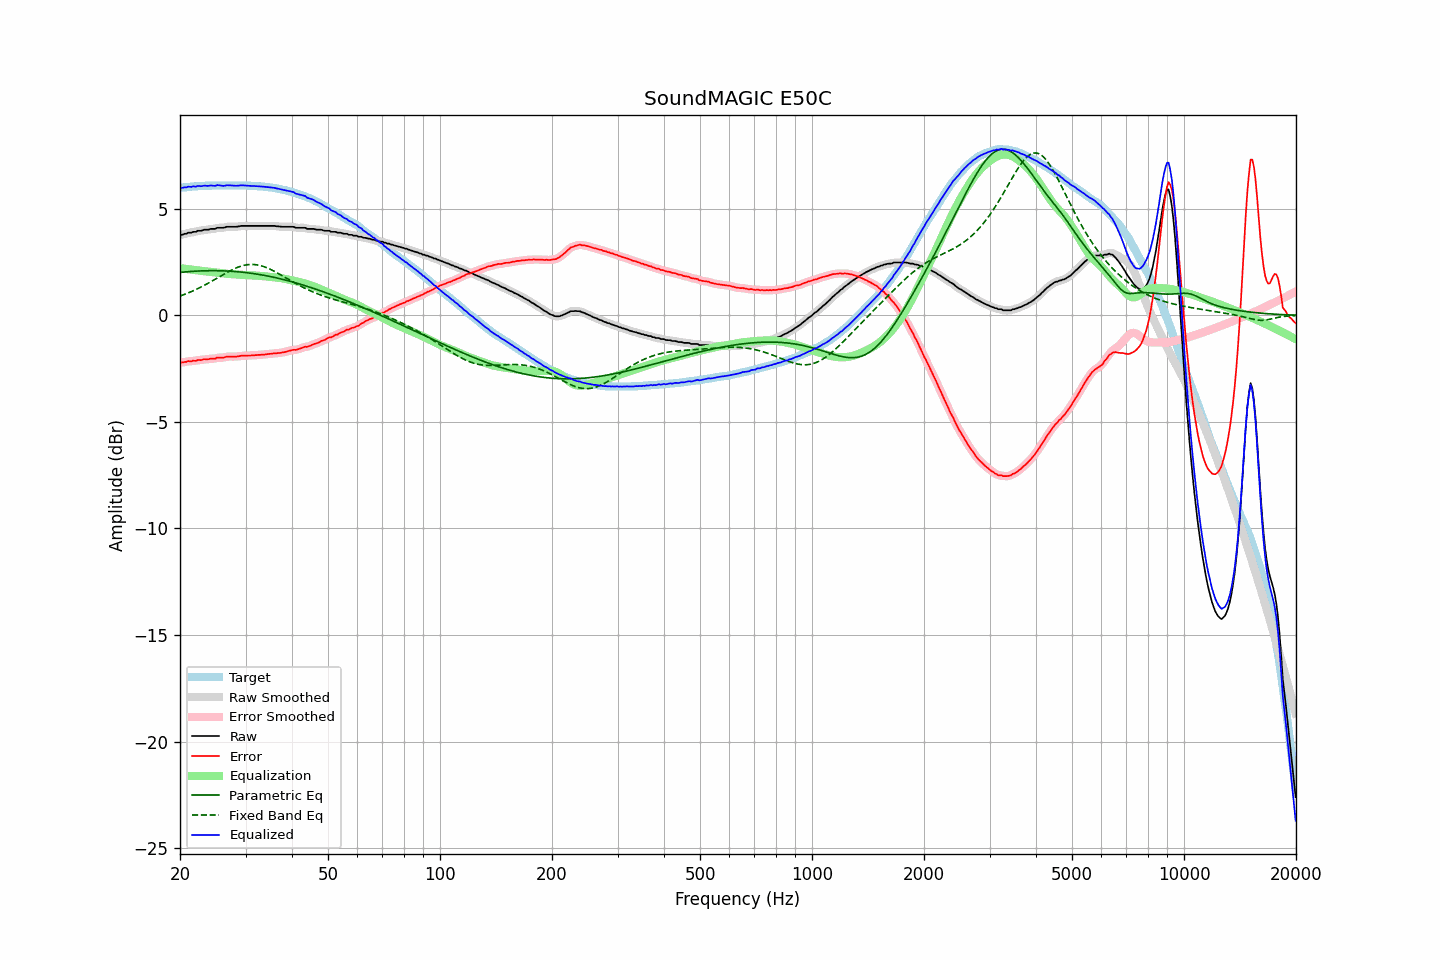 SoundMAGIC E50C
Amplitude (dBr)
5
0
−5
−10
−15
−20
−25
Target
Raw Smoothed
Error Smoothed
Raw
Error
Equalization
Parametric Eq
Fixed Band Eq
Equalized
20 50 100 200 500 1000 2000 5000 10000 20000
Frequency (Hz)